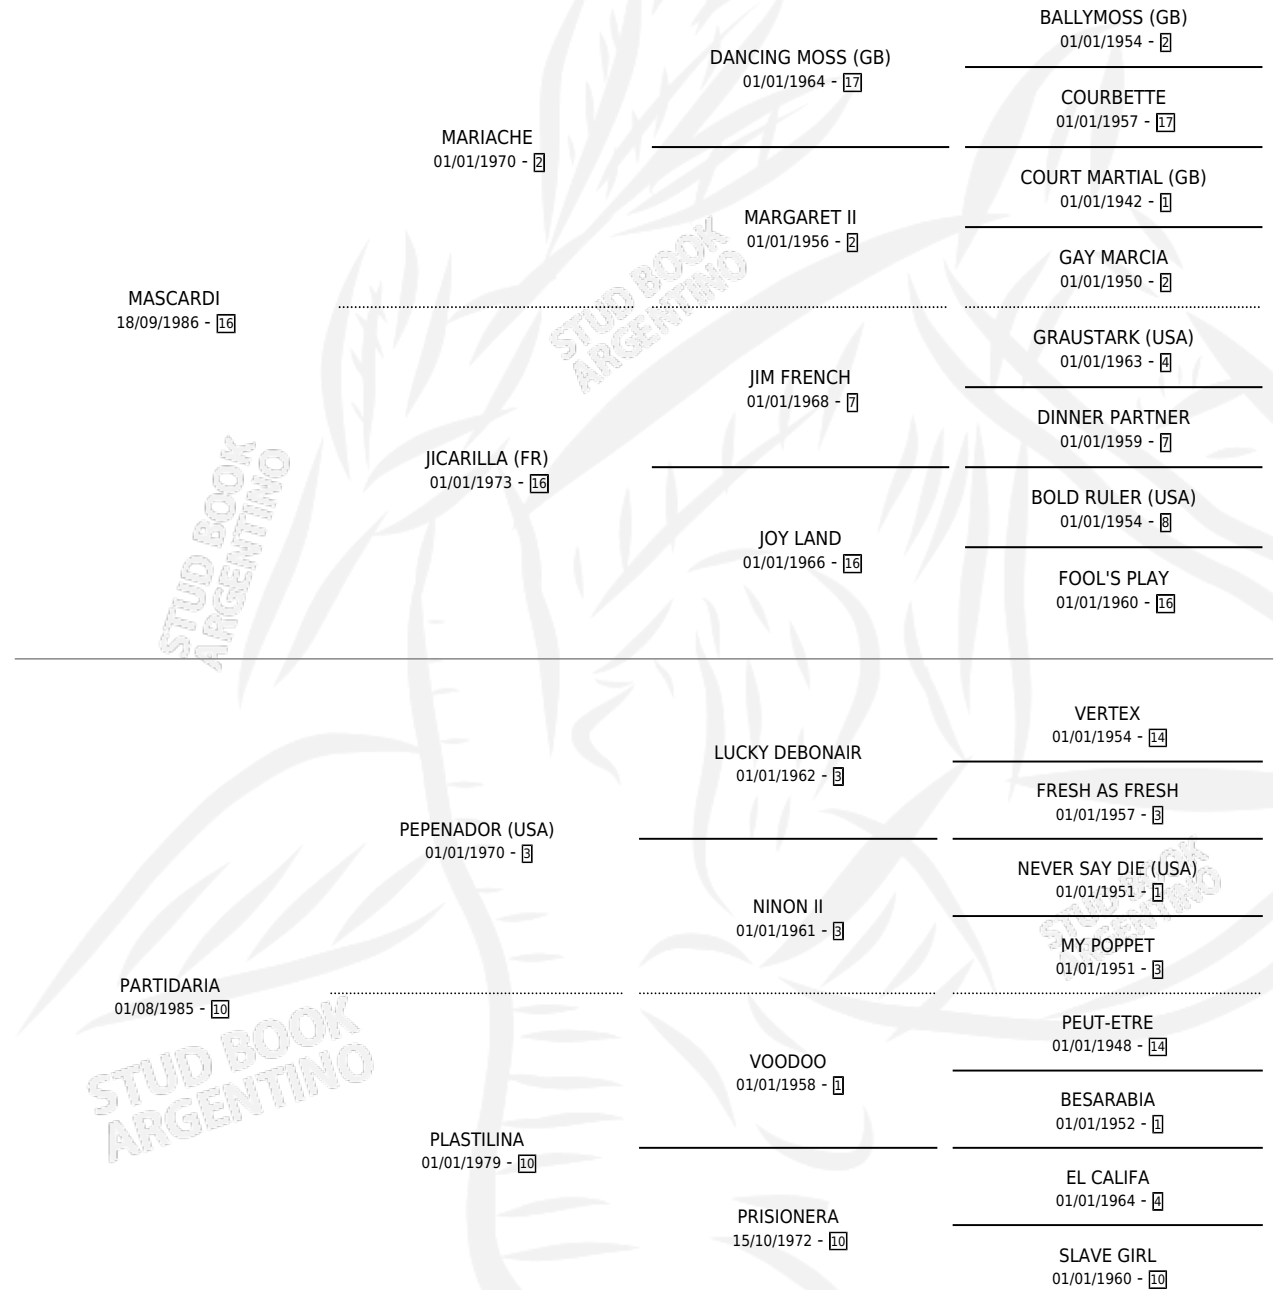 BALLYMOSS (GB)
01/01/1954 - 2
DANCING MOSS (GB)
01/01/1964 - 17
COURBETTE
01/01/1957 - 17
MARIACHE
01/01/1970 - 2
COURT MARTIAL (GB)
01/01/1942 - 1
MARGARET II
01/01/1956 - 2
GAY MARCIA
01/01/1950 - 2
MASCARDI
18/09/1986 - 16
GRAUSTARK (USA)
01/01/1963 - 4
JIM FRENCH
01/01/1968 - 7
DINNER PARTNER
01/01/1959 - 7
JICARILLA (FR)
01/01/1973 - 16
BOLD RULER (USA)
01/01/1954 - 8
JOY LAND
01/01/1966 - 16
FOOL'S PLAY
01/01/1960 - 16
VERTEX
01/01/1954 - 14
LUCKY DEBONAIR
01/01/1962 - 3
FRESH AS FRESH
01/01/1957 - 3
PEPENADOR (USA)
01/01/1970 - 3
NEVER SAY DIE (USA)
01/01/1951 - 1
NINON II
01/01/1961 - 3
MY POPPET
01/01/1951 - 3
PARTIDARIA
01/08/1985 - 10
PEUT-ETRE
01/01/1948 - 14
VOODOO
01/01/1958 - 1
BESARABIA
01/01/1952 - 1
PLASTILINA
01/01/1979 - 10
EL CALIFA
01/01/1964 - 4
PRISIONERA
15/10/1972 - 10
SLAVE GIRL
01/01/1960 - 10
STUD BOOK
ARGENTINO
STUD BOOK
ARGENTINO
STUD BOOK
ARGENTINO
STUD BOOK
ARGENTINO